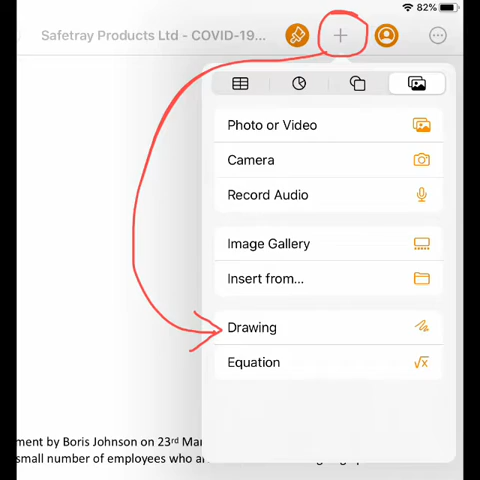 82%
Safetray Products Ltd - COVID-19...
Photo or Video
Camera
Record Audio
Image Gallery
Insert from...
Drawing
Equation
√x
ment by Boris Johnson on 23rd Mar
small number of employees who ar